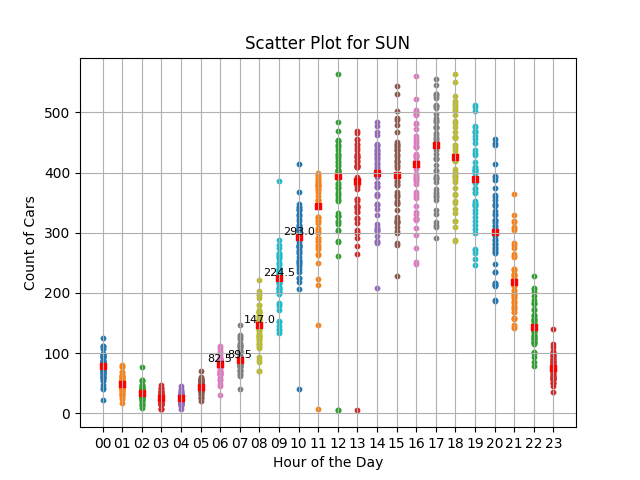 Scatter Plot for SUN
Count of Cars
500
400
300
200
100
0
293.0
224.5
147.0
82.5
89.5
00 01 02 03 04 05 06 07 08 09 10 11 12 13 14 15 16 17 18 19 20 21 22 23
Hour of the Day